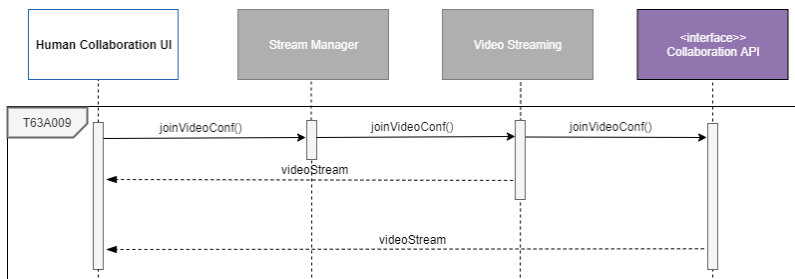 Human Collaboration UI
Stream Manager
Video Streaming
<interface>>
Collaboration API
T63A009
joinVideoConf()
joinVideoConf()
joinVideoConf()
videoStream
videoStream